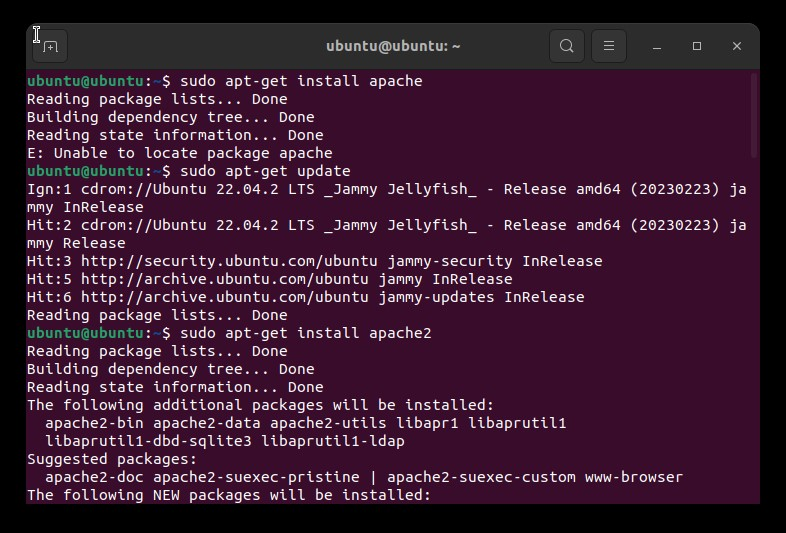 ubuntu@ubuntu: ~
ubuntu@ubuntu:~$ sudo apt-get install apache
Reading package lists... Done
Building dependency tree... Done
Reading state information... Done
E: Unable to locate package apache
ubuntu@ubuntu:~$ sudo apt-get update
Ign:1 cdrom://Ubuntu 22.04.2 LTS _Jammy Jellyfish_ - Release amd64 (20230223) ja
mmy InRelease
Hit:2 cdrom://Ubuntu 22.04.2 LTS _Jammy Jellyfish_ - Release amd64 (20230223) ja
mmy Release
Hit:3 http://security.ubuntu.com/ubuntu jammy-security InRelease
Hit:5 http://archive.ubuntu.com/ubuntu jammy InRelease
Hit:6 http://archive.ubuntu.com/ubuntu jammy-updates InRelease
Reading package lists... Done
ubuntu@ubuntu:~$ sudo apt-get install apache2
Reading package lists... Done
Building dependency tree... Done
Reading state information... Done
The following additional packages will be installed:
  apache2-bin apache2-data apache2-utils libapr1 libaprutil1
  libaprutil1-dbd-sqlite3 libaprutil1-ldap
Suggested packages:
  apache2-doc apache2-suexec-pristine | apache2-suexec-custom www-browser
The following NEW packages will be installed: